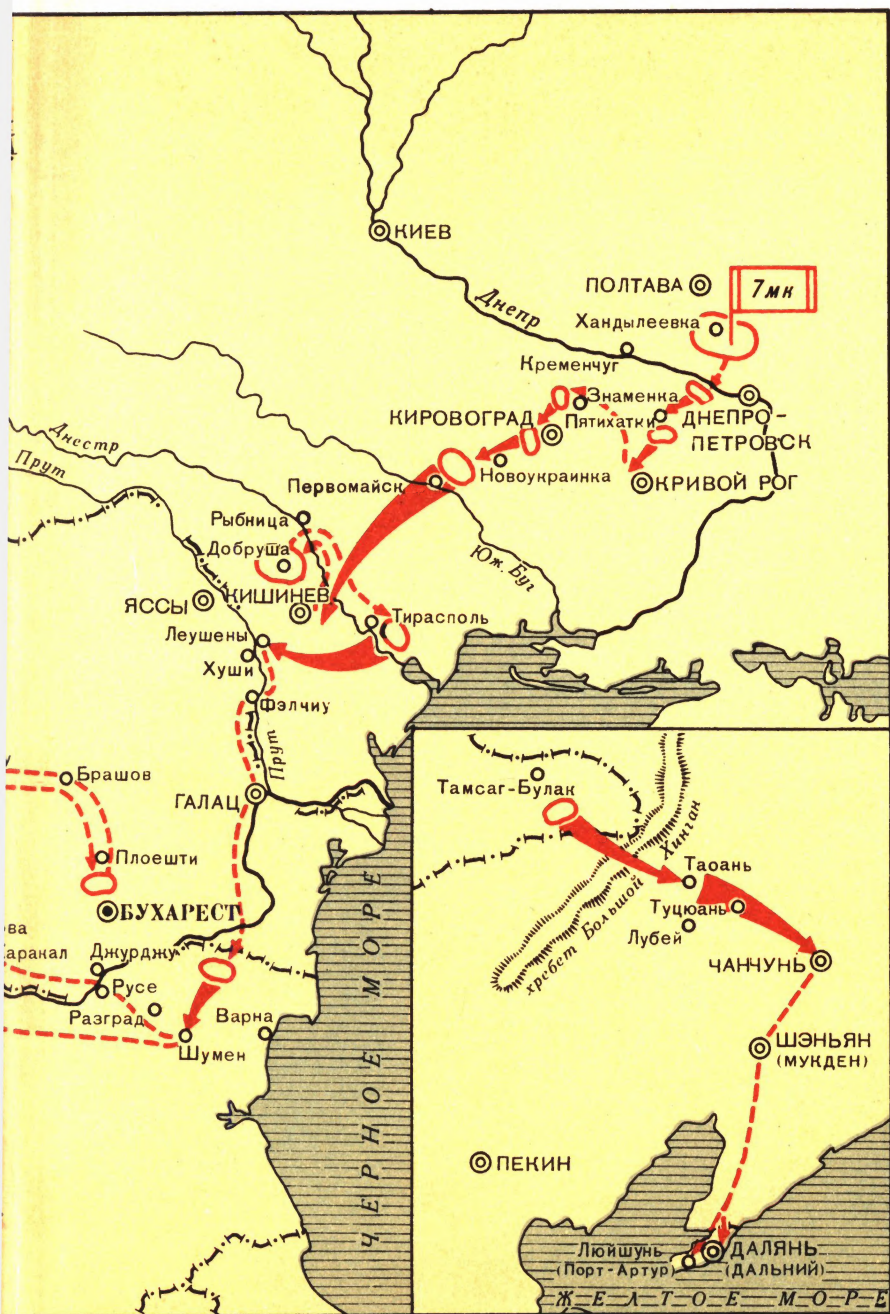 КИЕВ
ПОЛТАВА
7мк
Днепр
Хандылеевка
Кременчуг
Знаменка
КИРОВОГРАД
Пятихатки
ДНЕПРО-
ПЕТРОВСК
Днестр
Прут
Новоукраинка
КРИВОЙ РОГ
Первомайск
Рыбница
Добруша
Юж. Буг
КИШИНЕВ
ЯССЫ
Тирасполь
Леушены
Хуши
Фэлчиу
Прут
Брашов
ГАЛАЦ
Плоешти
БУХАРЕСТ
ова
Каракал
Джурджу
Русе
Разград
Варна
Шумен
ЧЕРНОЕ МОРЕ
Тамсаг-Булак
хребет Большой Хинган
Таоань
Туцюань
Лубей
ЧАНЧУНЬ
ШЭНЬЯН
(МУКДЕН)
ПЕКИН
Люйшунь
(Порт-Артур)
ДАЛЯНЬ
(ДАЛЬНИЙ)
ЖЕЛТОЕ МОРЕ